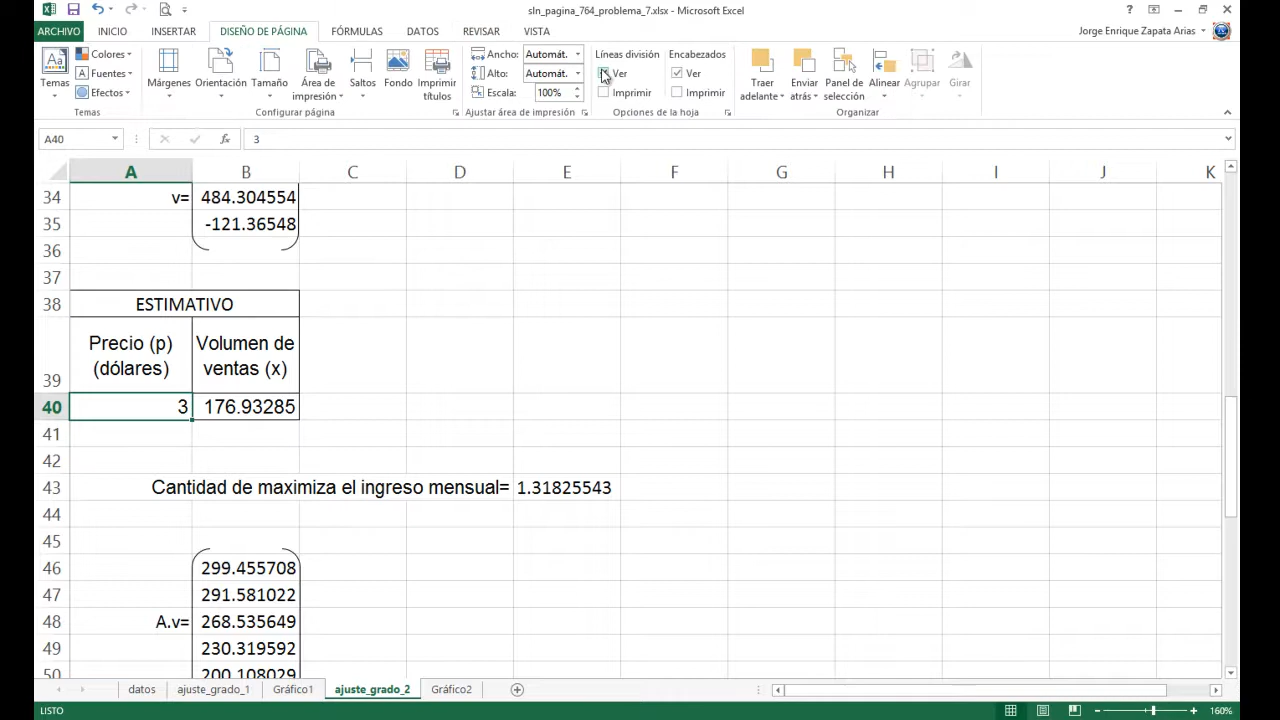 sln_pagina_764_problema_7.xlsx - Microsoft Excel
ARCHIVO INICIO INSERTAR DISEÑO DE PÁGINA FÓRMULAS DATOS REVISAR VISTA Jorge Enrique Zapata Arias
Temas
Colores
Fuentes
Efectos
Temas
Márgenes
Orientación
Tamaño
Área de impresión
Saltos
Fondo
Imprimir títulos
Configurar página
Ancho: Automát.
Alto: Automát.
Escala: 100%
Ajustar área de impresión
Líneas división
Ver
Imprimir
Encabezados
Ver
Imprimir
Opciones de la hoja
Traer adelante
Enviar atrás
Panel de selección
Alinear
Agrupar
Girar
Organizar
A40 fx 3
A B C D E F G H I J K
34 v= 484.304554
35 -121.36548
36
37
38 ESTIMATIVO
39 Precio (p) (dólares) Volumen de ventas (x)
40 3 176.93285
41
42
43 Cantidad de maximiza el ingreso mensual= 1.31825543
44
45
46 299.455708
47 291.581022
48 A.v= 268.535649
49 230.319592
50 200.108029
datos ajuste_grado_1 Gráfico1 ajuste_grado_2 Gráfico2
LISTO 160%